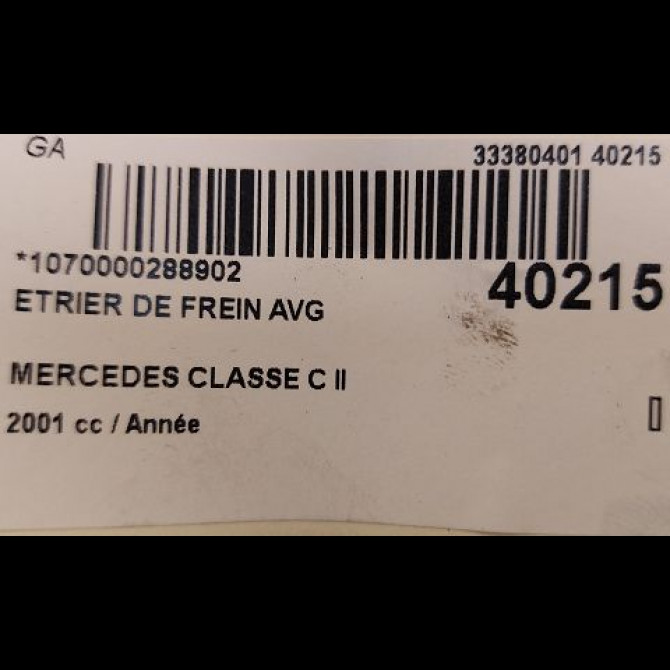 GA 33380401 40215
*1070000288902 40215
ETRIER DE FREIN AVG
MERCEDES CLASSE C II
2001 cc / Année